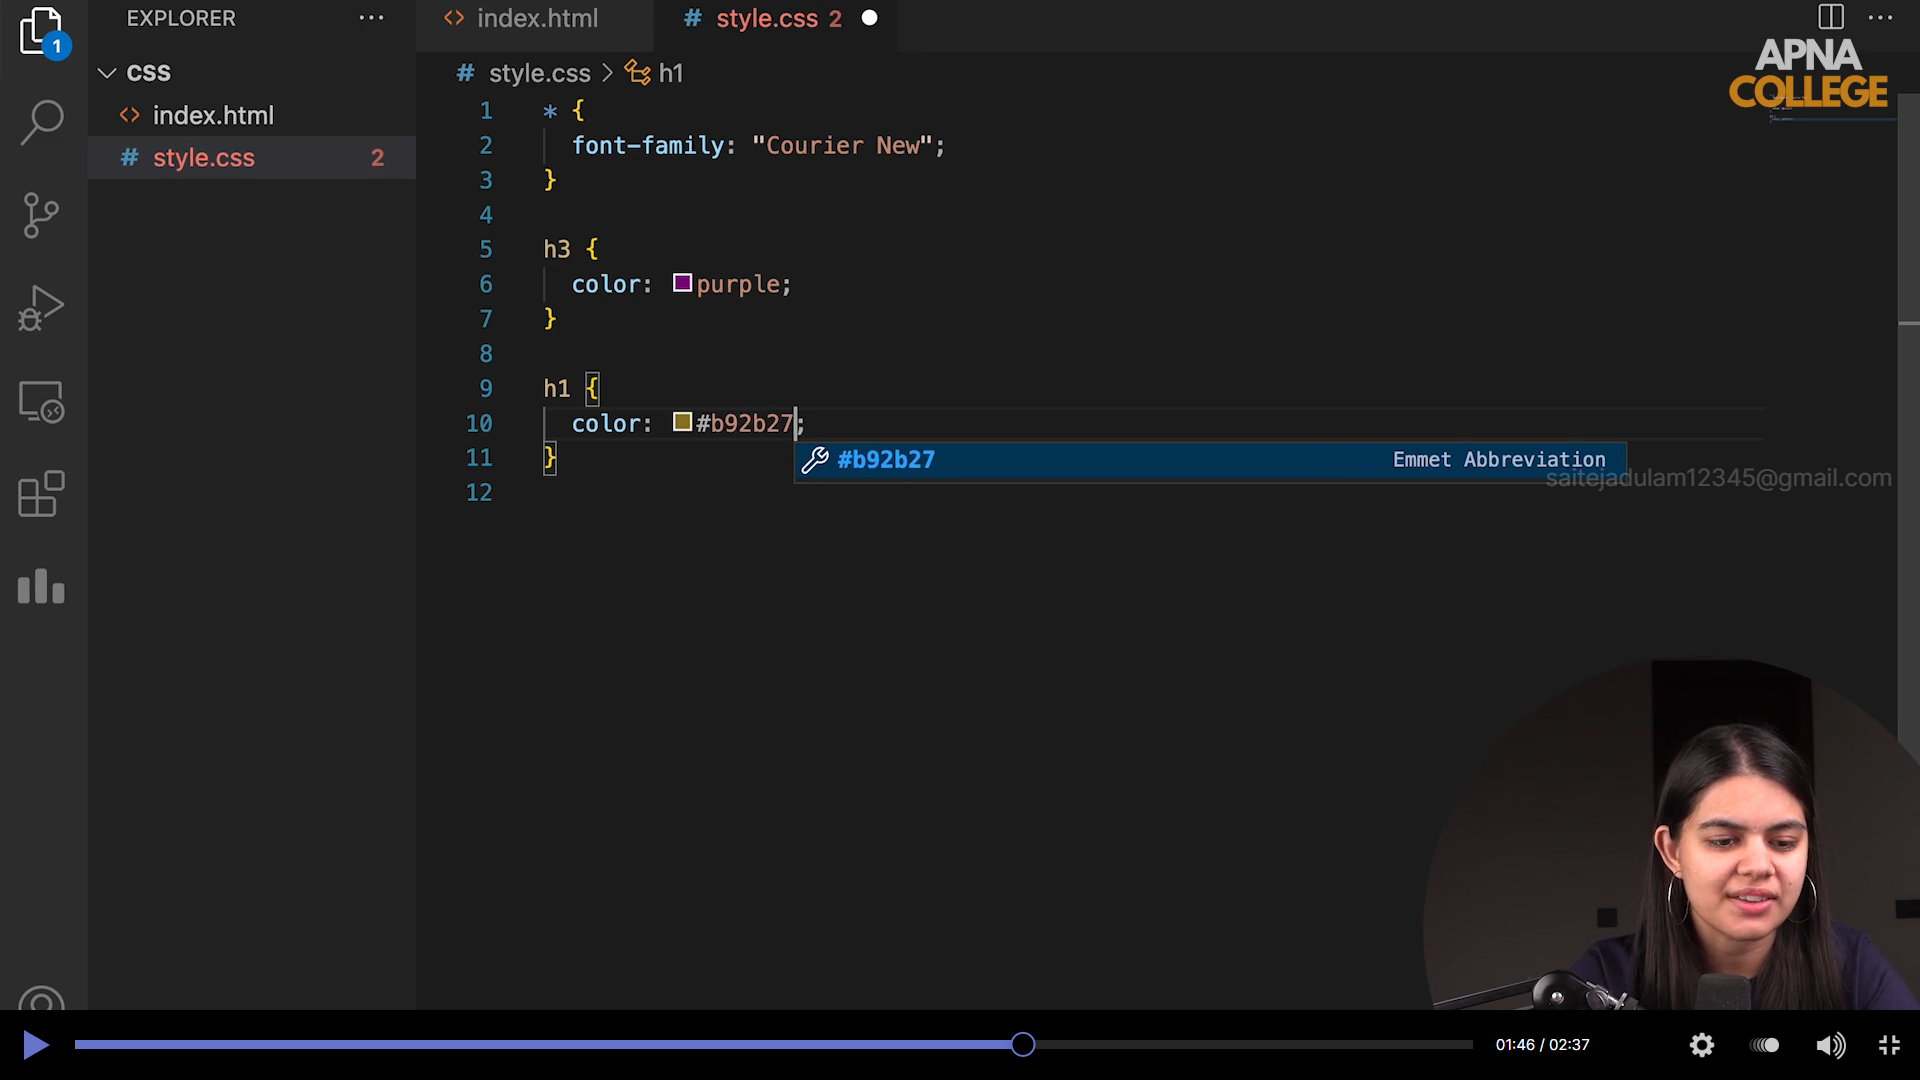 EXPLORER
index.html
style.css 2
1
CSS
style.css > h1
APNA
COLLEGE
index.html
style.css 2
1 * {
2 font-family: "Courier New";
3 }
4
5 h3 {
6 color: purple;
7 }
8
9 h1 {
10 color: #b92b27;
11 }
12
#b92b27 Emmet Abbreviation
saitejadulam12345@gmail.com
01:46 / 02:37